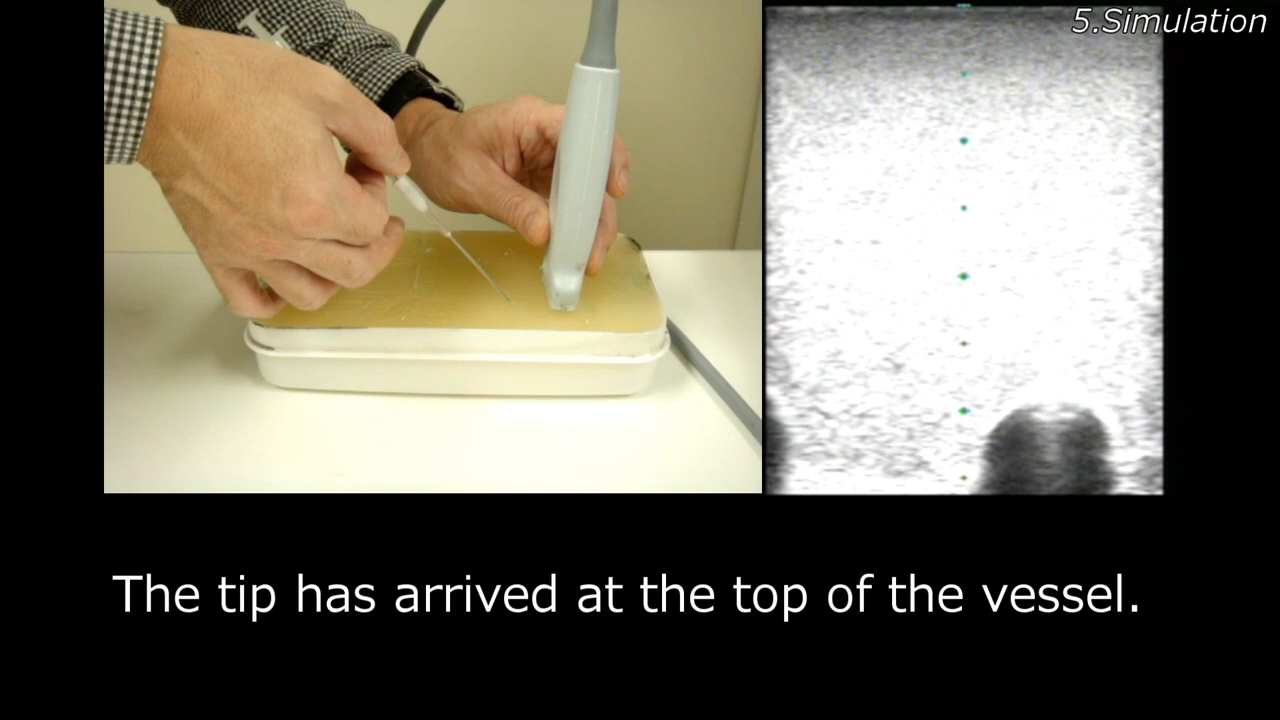 5.Simulation
The tip has arrived at the top of the vessel.